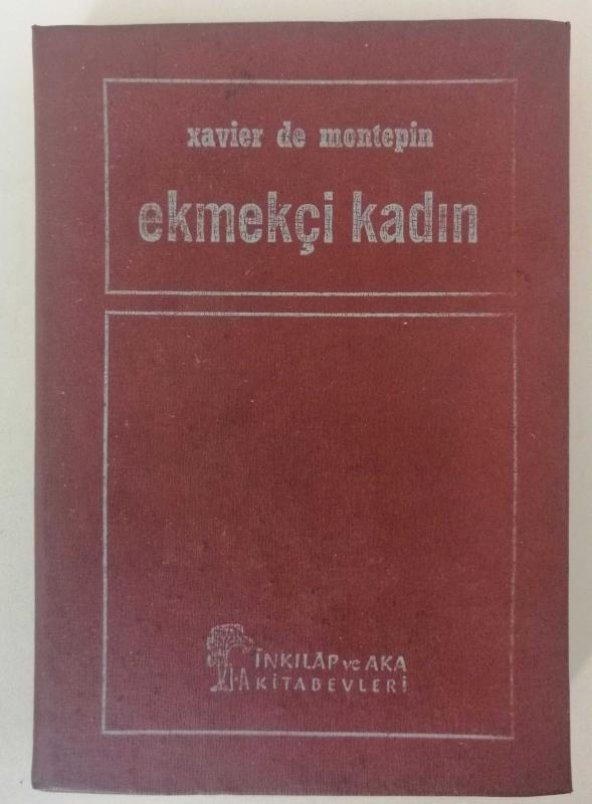 xavier de montepin
ekmekçi kadın
İNKILÂP ve AKA
KİTABEVLERİ